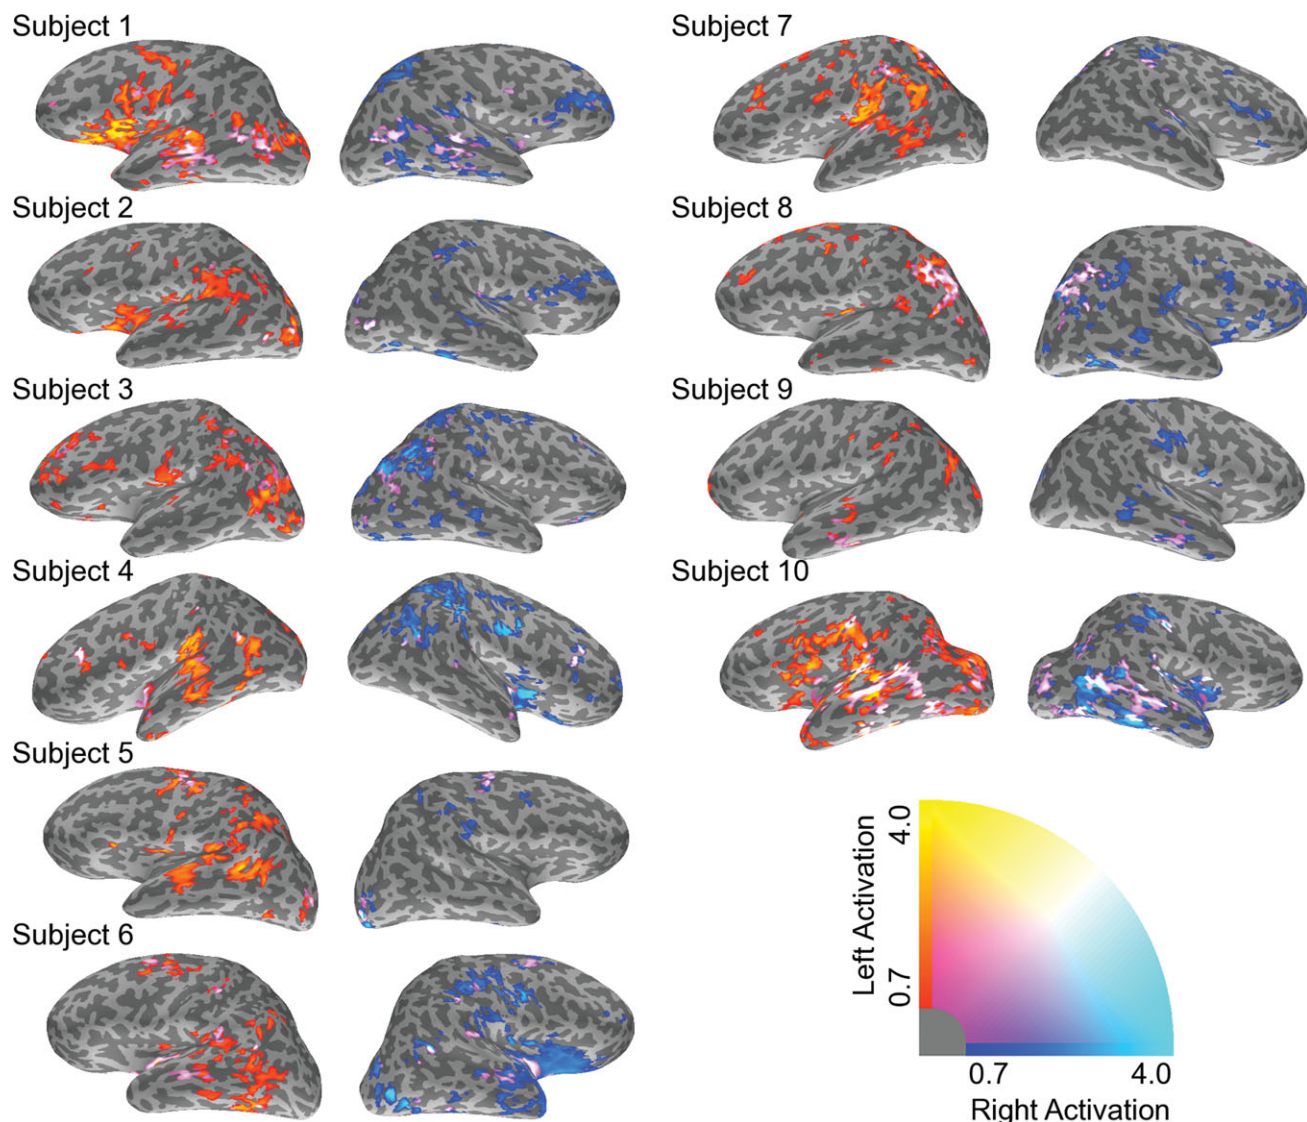 Subject 1
Subject 2
Subject 3
Subject 4
Subject 5
Subject 6
Subject 7
Subject 8
Subject 9
Subject 10
Left Activation
4.0
0.7
0.7
4.0
Right Activation